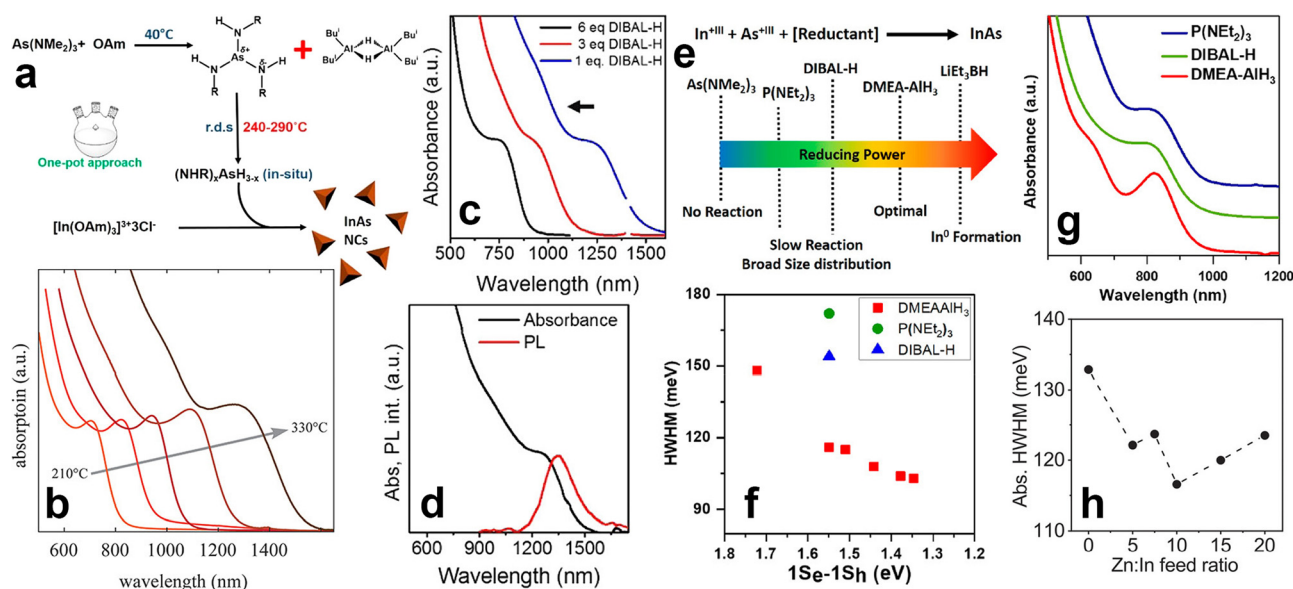 a
As(NMe₂)₃+ OAm
40°C
R
H
N
H
N
As
δ+
N
δ-
H
R
R
+
Buᴵ
Al
H
H
Al
Buᴵ
Buᴵ
Buᴵ
r.d.s
240-290°C
One-pot approach
(NHR)ₓAsH₃₋ₓ (in-situ)
[In(OAm)₃]³⁺3Cl-
InAs
NCs
b
absorptoin (a.u.)
210°C
330°C
600 800 1000 1200 1400
wavelength (nm)
c
Absorbance (a.u.)
6 eq DIBAL-H
3 eq DIBAL-H
1 eq. DIBAL-H
500 750 1000 1250 1500
Wavelength (nm)
d
Abs, PL int. (a.u.)
Absorbance
PL
600 900 1200 1500
Wavelength (nm)
e
In⁺ᴵᴵᴵ + As⁺ᴵᴵᴵ + [Reductant]
InAs
As(NMe₂)₃
P(NEt₂)₃
DIBAL-H
DMEA-AlH₃
LiEt₃BH
Reducing Power
No Reaction
Slow Reaction
Broad Size distribution
Optimal
In⁰ Formation
f
HWHM (meV)
180
150
120
90
DMEAAlH₃
P(NEt₂)₃
DIBAL-H
1.8 1.7 1.6 1.5 1.4 1.3 1.2
1Sₑ-1Sₕ (eV)
g
Absorbance (a.u.)
P(NEt₂)₃
DIBAL-H
DMEA-AlH₃
600 800 1000 1200
Wavelength (nm)
h
Abs. HWHM (meV)
140
130
120
110
0 5 10 15 20
Zn:In feed ratio